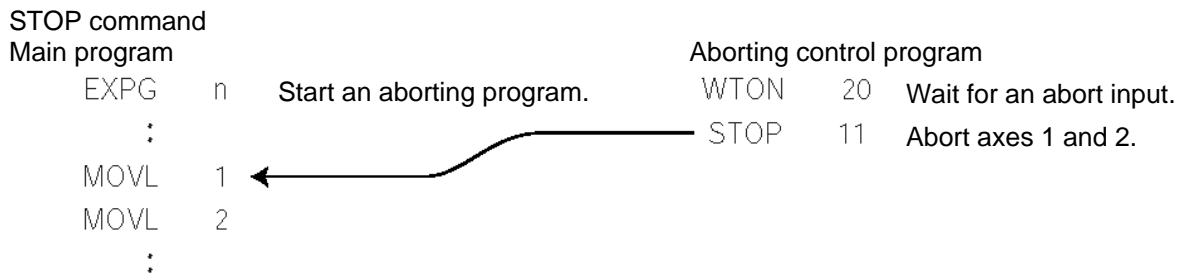 STOP command
Main program Aborting control program
EXPG n Start an aborting program. WTON 20 Wait for an abort input.
: STOP 11 Abort axes 1 and 2.
MOVL 1
MOVL 2
: